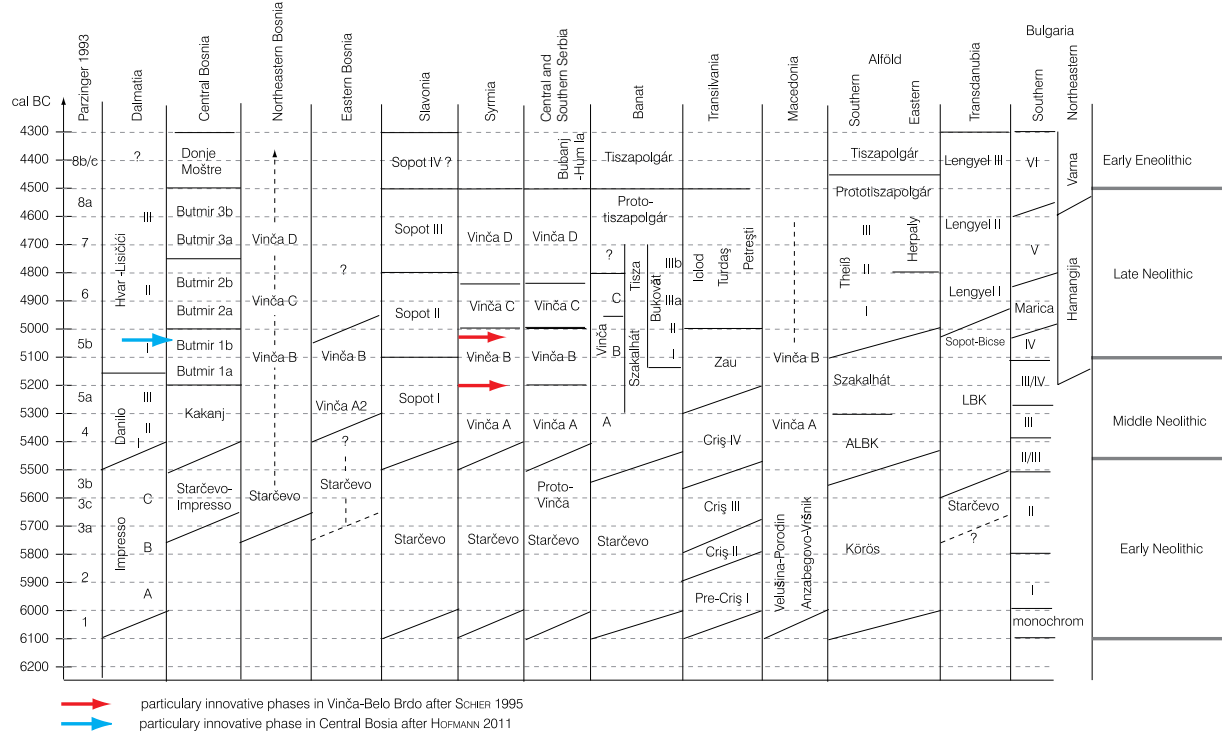 Bulgaria
Alföld
cal BC
Parzinger 1993
Dalmatia
Central Bosnia
Northeastern Bosnia
Eastern Bosnia
Slavonia
Syrmia
Central and
Southern Serbia
Banat
Transilvania
Macedonia
Southern
Eastern
Transdanubia
Southern
Northeastern
4300
4400
4500
4600
4700
4800
4900
5000
5100
5200
5300
5400
5500
5600
5700
5800
5900
6000
6100
6200
8b/c
8a
7
6
5b
5a
4
3b
3c
3a
2
1
?
Hvar -Lisičići
III
II
I
Danilo
III
II
I
Impresso
C
B
A
Donje
Moštre
Butmir 3b
Butmir 3a
Butmir 2b
Butmir 2a
Butmir 1b
Butmir 1a
Kakanj
Starčevo-
Impresso
Vinča D
Vinča C
Vinča B
Starčevo
?
Vinča B
Vinča A2
?
Starčevo
Sopot IV ?
Sopot III
Sopot II
Sopot I
Starčevo
Vinča D
Vinča C
Vinča B
Vinča A
Starčevo
Bubanj
-Hum Ia
Vinča D
Vinča C
Vinča B
Vinča A
Proto-
Vinča
Starčevo
Tiszapolgár
Proto-
tiszapolgár
?
Tisza
Bukovăt
IIIb
IIIa
II
I
Vinča
C
B
A
Szakalhát
Starčevo
Iclod
Turdaş
Petreşti
Zau
Criş IV
Criş III
Criş II
Pre-Criş I
Vinča B
Vinča A
Velušina-Porodin
Anzabegovo-Vršnik
Tiszapolgár
Prototiszapolgár
Theiß
III
II
I
Herpaly
Szakalhát
ALBK
Körös
Lengyel III
Lengyel II
Lengyel I
Sopot-Bicse
LBK
Starčevo
?
VI
V
Marica
IV
III/IV
III
II/III
II
I
monochrom
Varna
Hamangija
Early Eneolithic
Late Neolithic
Middle Neolithic
Early Neolithic
particulary innovative phases in Vinča-Belo Brdo after SCHIER 1995
particulary innovative phase in Central Bosia after HOFMANN 2011